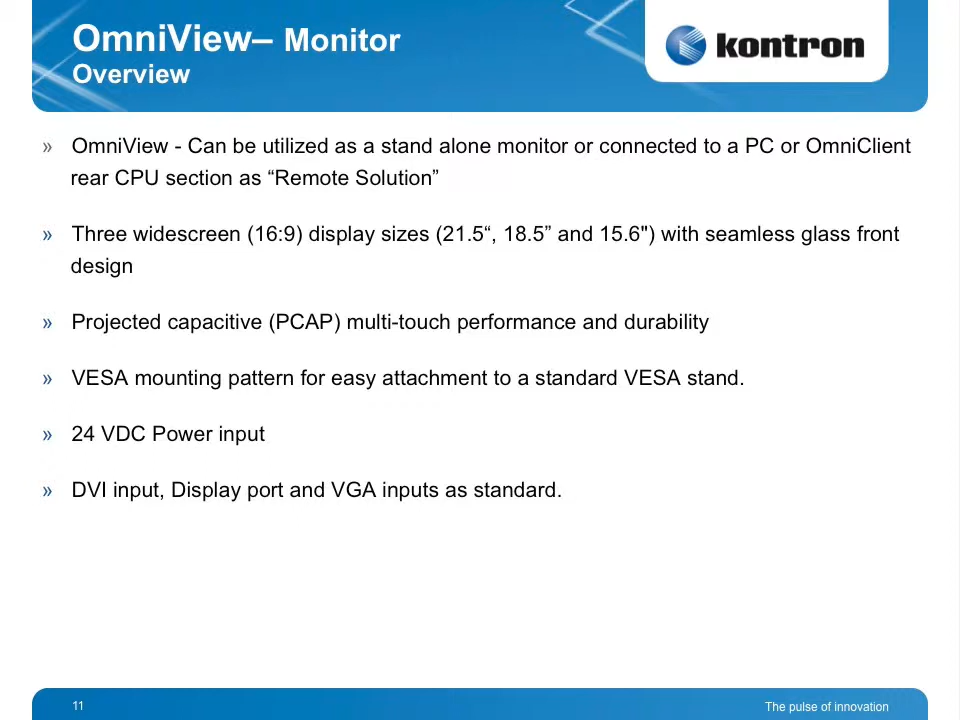 OmniView– Monitor
Overview
kontron
» OmniView - Can be utilized as a stand alone monitor or connected to a PC or OmniClient
rear CPU section as “Remote Solution”
» Three widescreen (16:9) display sizes (21.5“, 18.5” and 15.6") with seamless glass front
design
» Projected capacitive (PCAP) multi-touch performance and durability
» VESA mounting pattern for easy attachment to a standard VESA stand.
» 24 VDC Power input
» DVI input, Display port and VGA inputs as standard.
11
The pulse of innovation